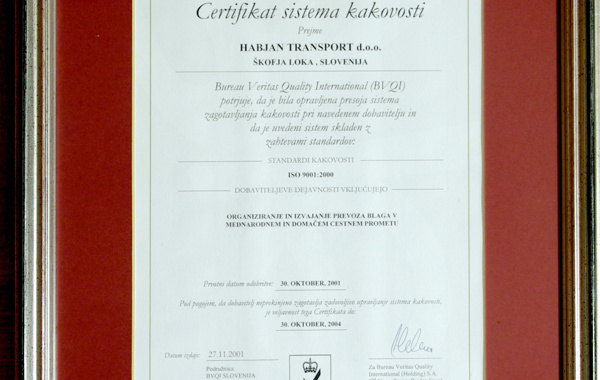 Certifikat sistema kakovosti
Prejme
HABJAN TRANSPORT d.o.o.
ŠKOFJA LOKA , SLOVENIJA
Bureau Veritas Quality International (BVQI)
potrjuje, da je bila opravljena presoja sistema
zagotavljanja kakovosti pri navedenem dobavitelju in
da je uvedeni sistem skladen z
zahtevami standardov:
STANDARDI KAKOVOSTI
ISO 9001:2000
DOBAVITELJEVE DEJAVNOSTI VKLJUČUJEJO
ORGANIZIRANJE IN IZVAJANJE PREVOZA BLAGA V
MEDNARODNEM IN DOMAČEM CESTNEM PROMETU
Prvotni datum odobritve: 30. OKTOBER, 2001
Pod pogojem, da dobavitelj neprekinjeno zagotavlja zadovoljivo upravljanje sistema kakovosti,
je veljavnost tega Certifikata do:
30. OKTOBER, 2004
Datum izdaje: 27.11.2001
Podružnica:
BVQI SLOVENIJA
Za Bureau Veritas Quality
International (Holding) S.A.